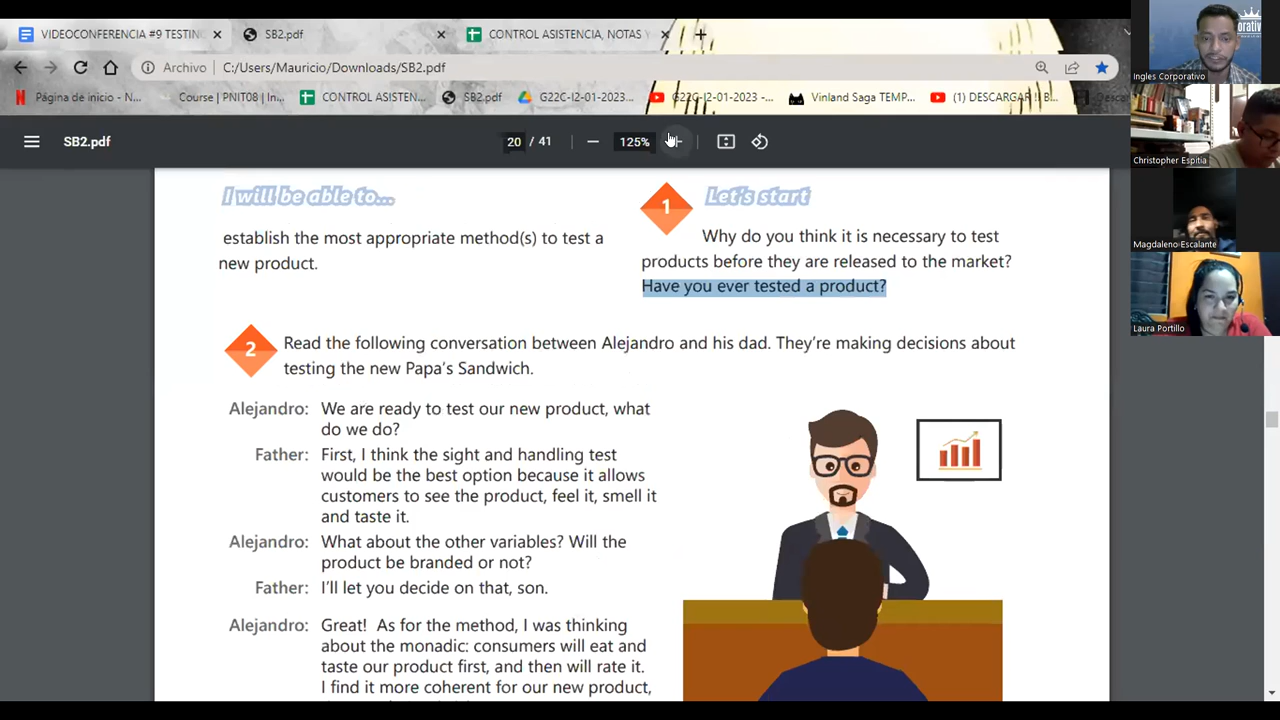 VIDEOCONFERENCIA #9 TESTIN
SB2.pdf
CONTROL ASISTENCIA, NOTAS Y
Archivo
C:/Users/Mauricio/Downloads/SB2.pdf
Página de inicio - N...
Course | PNIT08 | In...
CONTROL ASISTEN...
SB2.pdf
G22C-I2-01-2023 -...
G22C-I2-01-2023 -...
Vinland Saga TEMP...
(1) DESCARGAR !! B...
SB2.pdf
20 / 41
125%
I will be able to...
establish the most appropriate method(s) to test a
new product.
1
Let's start
Why do you think it is necessary to test
products before they are released to the market?
Have you ever tested a product?
2
Read the following conversation between Alejandro and his dad. They're making decisions about
testing the new Papa's Sandwich.
Alejandro: We are ready to test our new product, what
do we do?
Father: First, I think the sight and handling test
would be the best option because it allows
customers to see the product, feel it, smell it
and taste it.
Alejandro: What about the other variables? Will the
product be branded or not?
Father: I'll let you decide on that, son.
Alejandro: Great! As for the method, I was thinking
about the monadic: consumers will eat and
taste our product first, and then will rate it.
I find it more coherent for our new product,
Ingles Corporativo
Christopher Espitia
Magdaleno Escalante
Laura Portillo